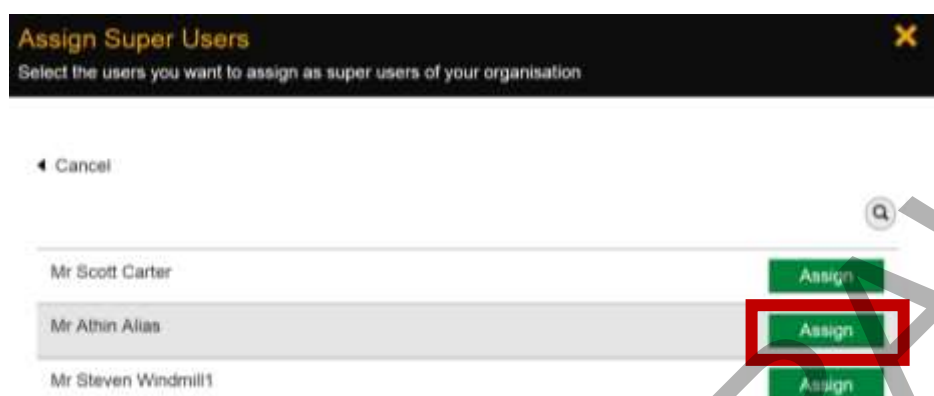 Assign Super Users
Select the users you want to assign as super users of your organisation
Cancel
Mr Scott Carter Assign
Mr Athin Alias Assign
Mr Steven Windmill1 Assign